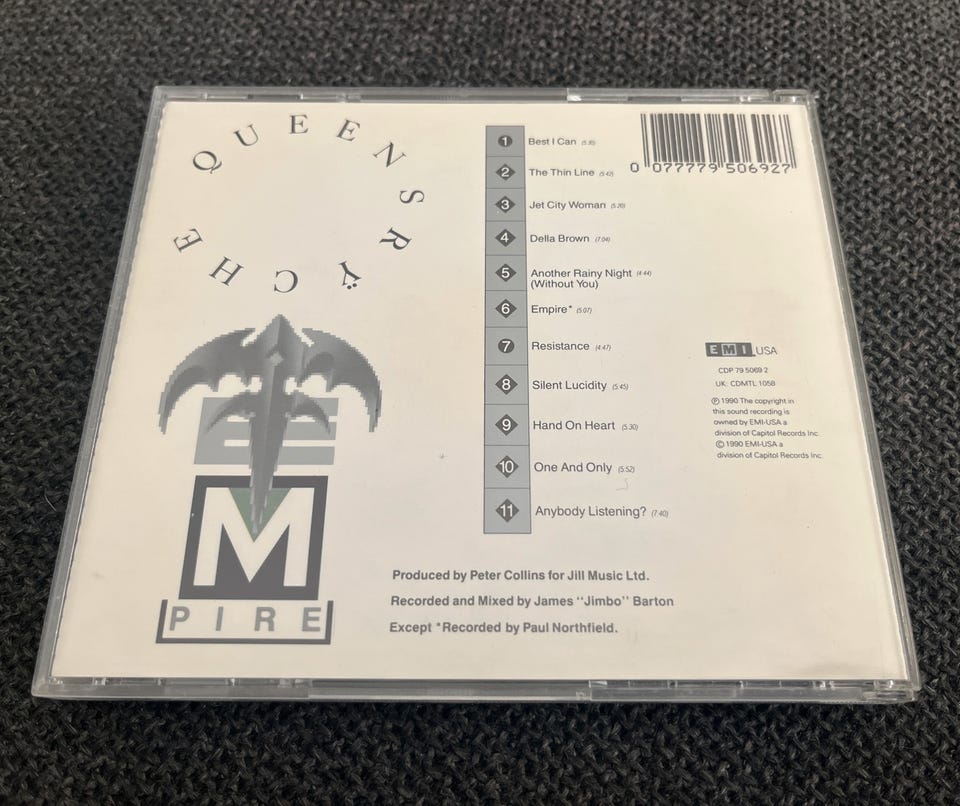 QUEENSRŸCHE
E
M
PIRE
1 Best I Can (5:35)
2 The Thin Line (5:42)
3 Jet City Woman (5:20)
4 Della Brown (7:04)
5 Another Rainy Night (4:44)
(Without You)
6 Empire* (5:07)
7 Resistance (4:47)
8 Silent Lucidity (5:45)
9 Hand On Heart (5:30)
10 One And Only (5:52)
11 Anybody Listening? (7:40)
0 077779 506927
EMI USA
CDP 79 5069 2
UK: CDMTL 1058
℗ 1990 The copyright in
this sound recording is
owned by EMI-USA a
division of Capitol Records Inc.
© 1990 EMI-USA a
division of Capitol Records Inc.
Produced by Peter Collins for Jill Music Ltd.
Recorded and Mixed by James "Jimbo" Barton
Except *Recorded by Paul Northfield.